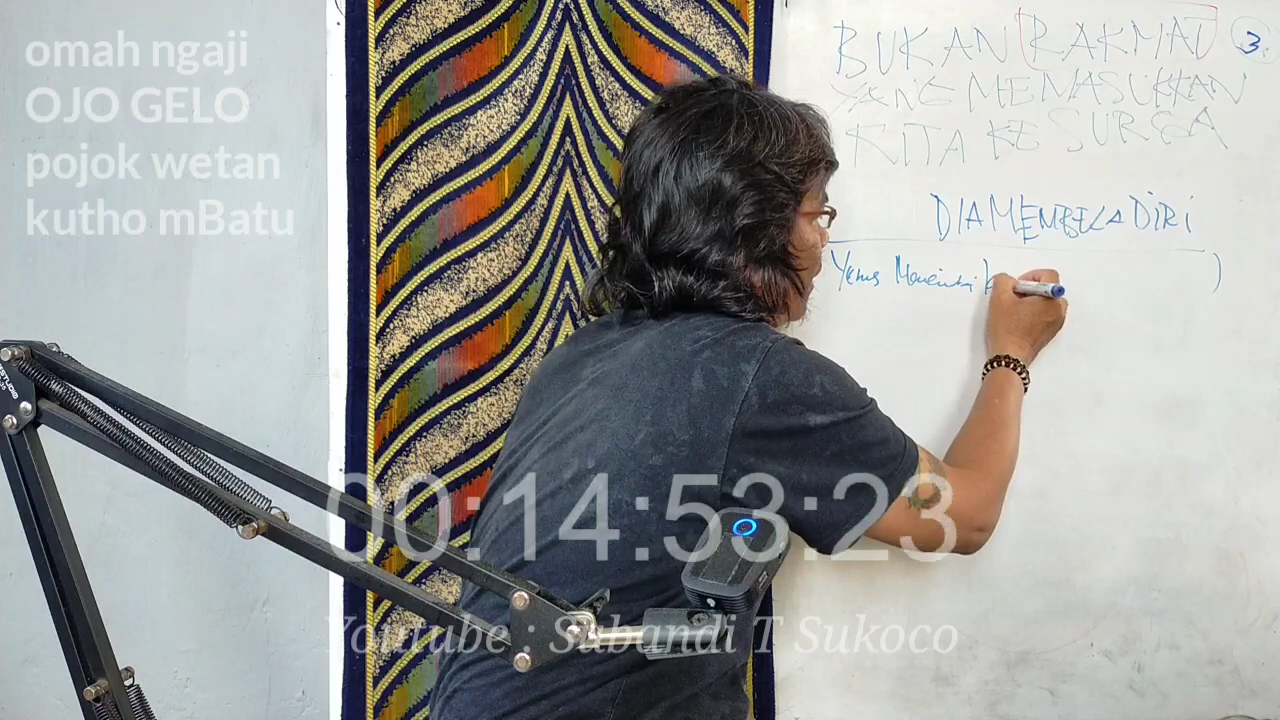 omah ngaji
OJO GELO
pojok wetan
kutho mBatu
BUKAN RAKMAT 3
YANG MEMASUKKAN
KITA KE SURGA
DIA MEMBELA DIRI
Yesus Mencintai k )
00:14:53:23
Youtube : Subandi T Sukoco